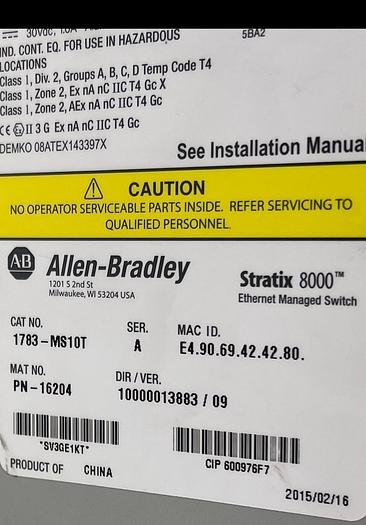 30Vdc, 1.0A
IND. CONT. EQ. FOR USE IN HAZARDOUS 5BA2
LOCATIONS
Class I, Div. 2, Groups A, B, C, D Temp Code T4
Class I, Zone 2, Ex nA nC IIC T4 Gc X
Class I, Zone 2, AEx nA nC IIC T4 Gc
CE Ex II 3 G Ex nA nC IIC T4 Gc
DEMKO 08ATEX143397X
See Installation Manual
CAUTION
NO OPERATOR SERVICEABLE PARTS INSIDE. REFER SERVICING TO
QUALIFIED PERSONNEL.
AB Allen-Bradley
1201 S 2nd St
Milwaukee, WI 53204 USA
Stratix 8000™
Ethernet Managed Switch
CAT NO. SER. MAC ID.
1783-MS10T A E4.90.69.42.42.80.
MAT NO. DIR / VER.
PN-16204 10000013883 / 09
*SV3GE1KT*
CIP 600976F7
PRODUCT OF CHINA
2015/02/16